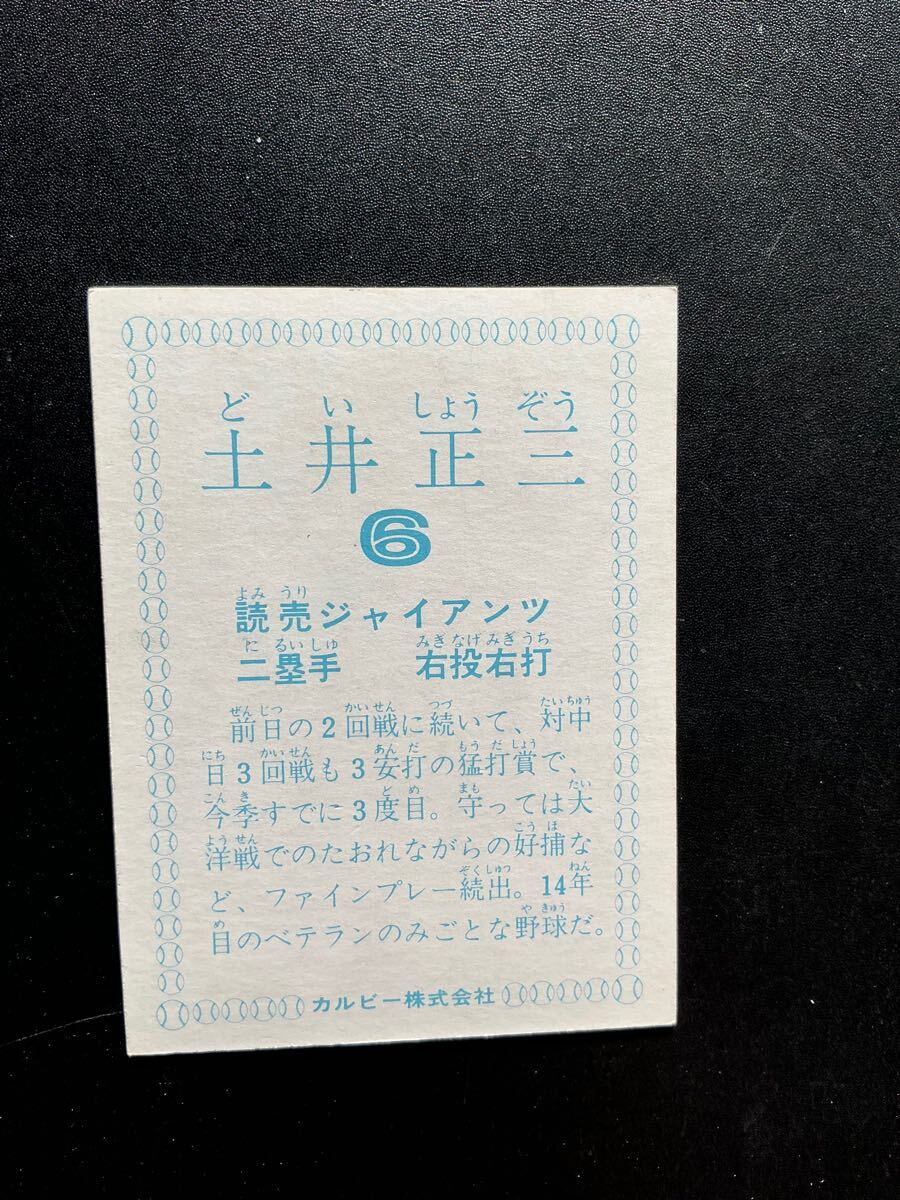 ど い しょう ぞう
土井正三
6
よみ うり
読売ジャイアンツ
に るいしゅ みぎ なげ みぎ うち
二塁手 右投右打
ぜん じつ かい せん つづ たい ちゅう
前日の2回戦に続いて、対中
にち かい せん あん だ もう だ しょう
日3回戦も3安打の猛打賞で、
こん き ど め まも たい
今季すでに3度目。守っては大
よう せん こう ほ
洋戦でのたおれながらの好捕な
ぞく しゅつ ねん
ど、ファインプレー続出。14年
め や きゅう
目のベテランのみごとな野球だ。
カルビー株式会社